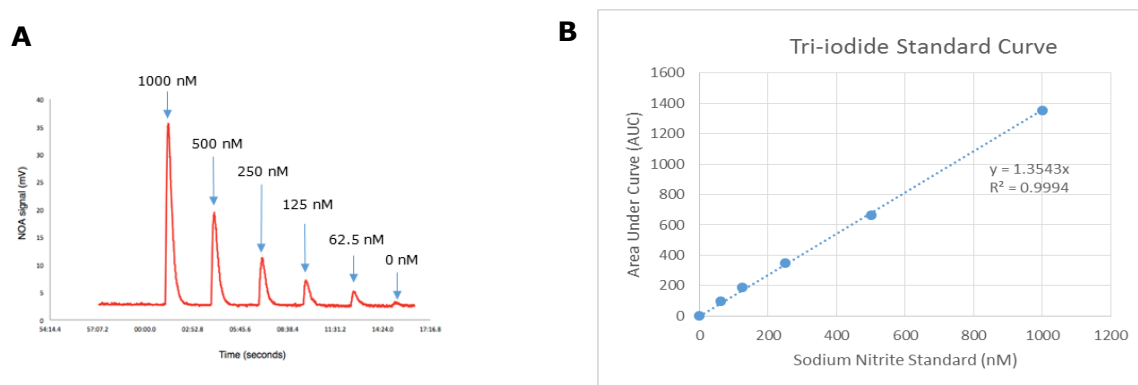 A
1000 nM
500 nM
250 nM
125 nM
62.5 nM
0 nM
NOA signal (mV)
40
35
30
25
20
15
10
5
0
54:14.4 57:07.2 00:00.0 02:52.8 05:45.6 08:38.4 11:31.2 14:24.0 17:16.8
Time (seconds)
B
Tri-iodide Standard Curve
Area Under Curve (AUC)
1600
1400
1200
1000
800
600
400
200
0
y = 1.3543x
R² = 0.9994
0 200 400 600 800 1000 1200
Sodium Nitrite Standard (nM)